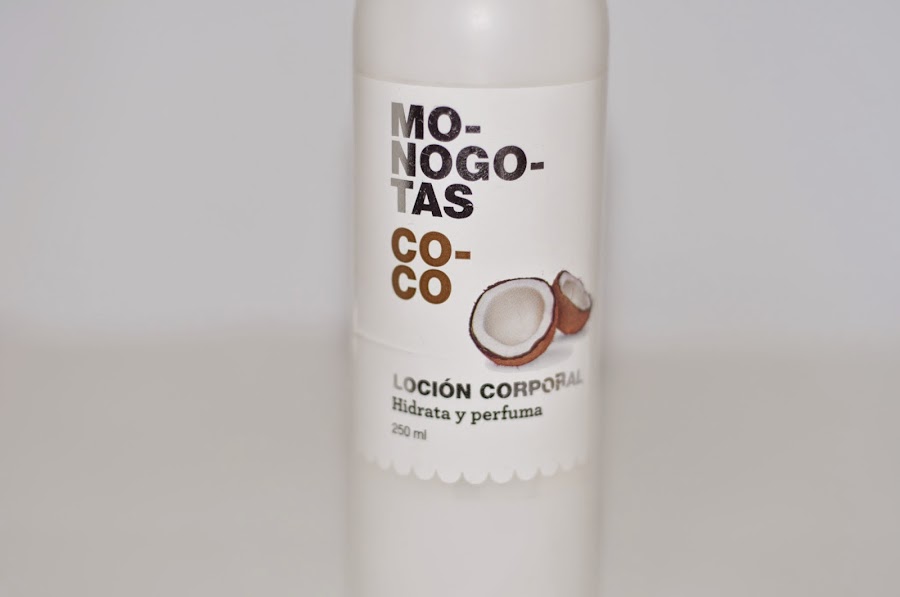 MO-
NOGO-
TAS
CO-
CO
LOCIÓN CORPORAL
Hidrata y perfuma
250 ml